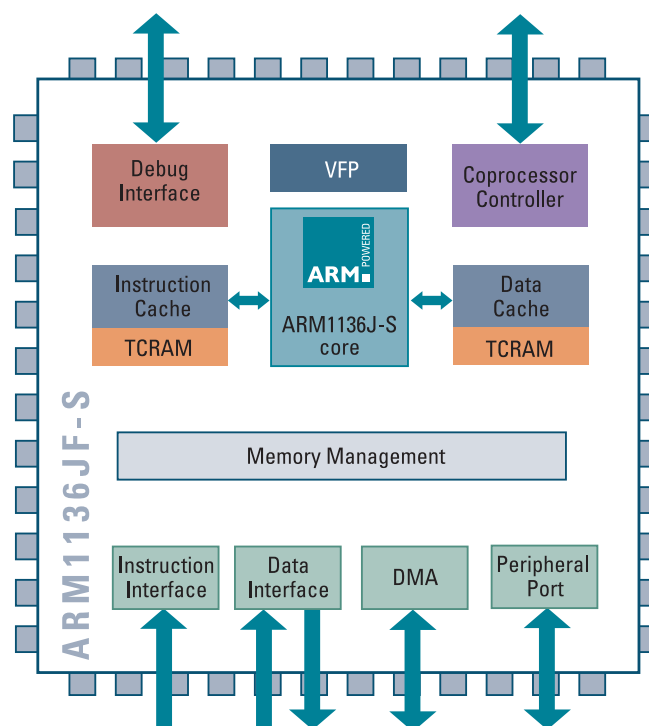 Debug
Interface
VFP
Coprocessor
Controller
ARM
POWERED
Instruction
Cache
TCRAM
ARM1136J-S
core
Data
Cache
TCRAM
ARM1136JF-S
Memory Management
Instruction
Interface
Data
Interface
DMA
Peripheral
Port